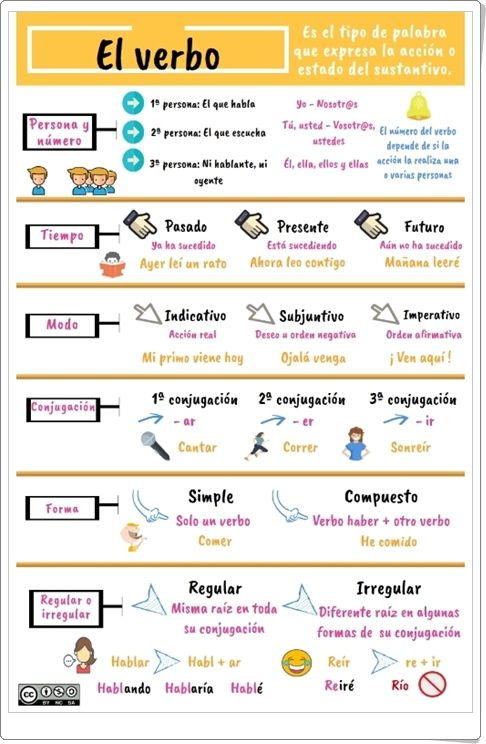 El verbo
Es el tipo de palabra
que expresa la acción o
estado del sustantivo.
Persona y
número
1ª persona: El que habla
Yo - Nosotr@s
2ª persona: El que escucha
Tú, usted - Vosotr@s,
ustedes
3ª persona: Ni hablante, ni
oyente
Él, ella, ellos y ellas
El número del verbo
depende de si la
acción la realiza una
o varias personas
Tiempo
Pasado
Ya ha sucedido
Ayer leí un rato
Presente
Está sucediendo
Ahora leo contigo
Futuro
Aún no ha sucedido
Mañana leeré
Modo
Indicativo
Acción real
Mi primo viene hoy
Subjuntivo
Deseo u orden negativa
Ojalá venga
Imperativo
Orden afirmativa
¡ Ven aquí !
Conjugación
1ª conjugación
- ar
Cantar
2ª conjugación
- er
Correr
3ª conjugación
- ir
Sonreír
Forma
Simple
Solo un verbo
Comer
Compuesto
Verbo haber + otro verbo
He comido
Regular o
irregular
Regular
Misma raíz en toda
su conjugación
Hablar
Habl + ar
Hablando Hablaría Hablé
Irregular
Diferente raíz en algunas
formas de su conjugación
Reír
re + ir
Reiré
Río
cc
BY NC SA